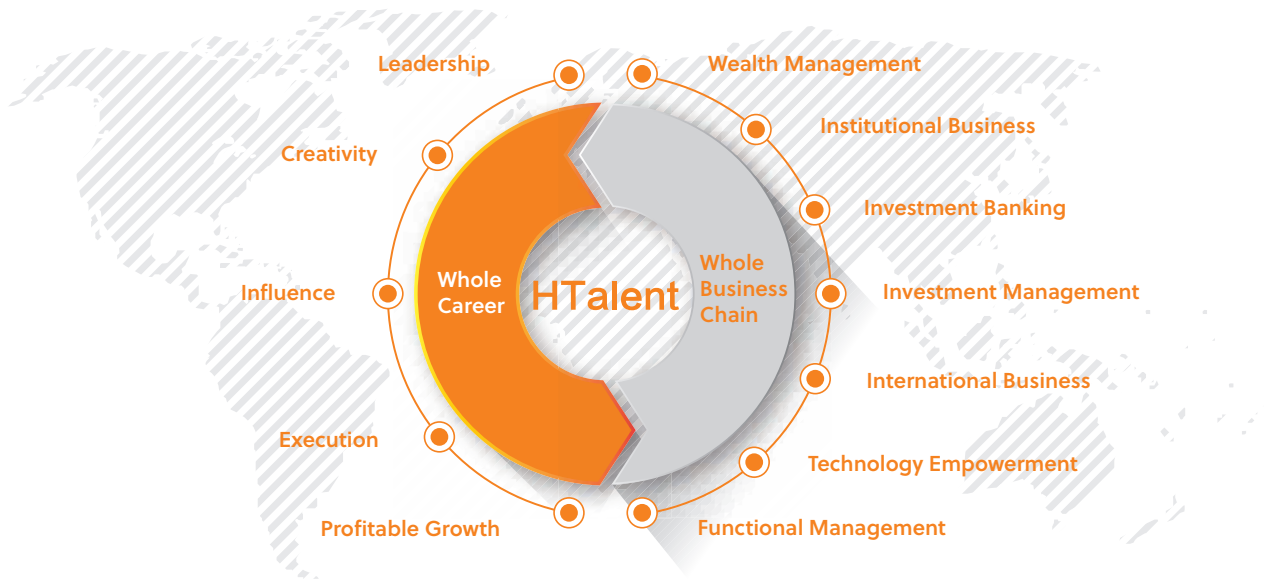 Leadership
Creativity
Influence
Execution
Profitable Growth
Whole
Career
HTalent
Whole
Business
Chain
Wealth Management
Institutional Business
Investment Banking
Investment Management
International Business
Technology Empowerment
Functional Management